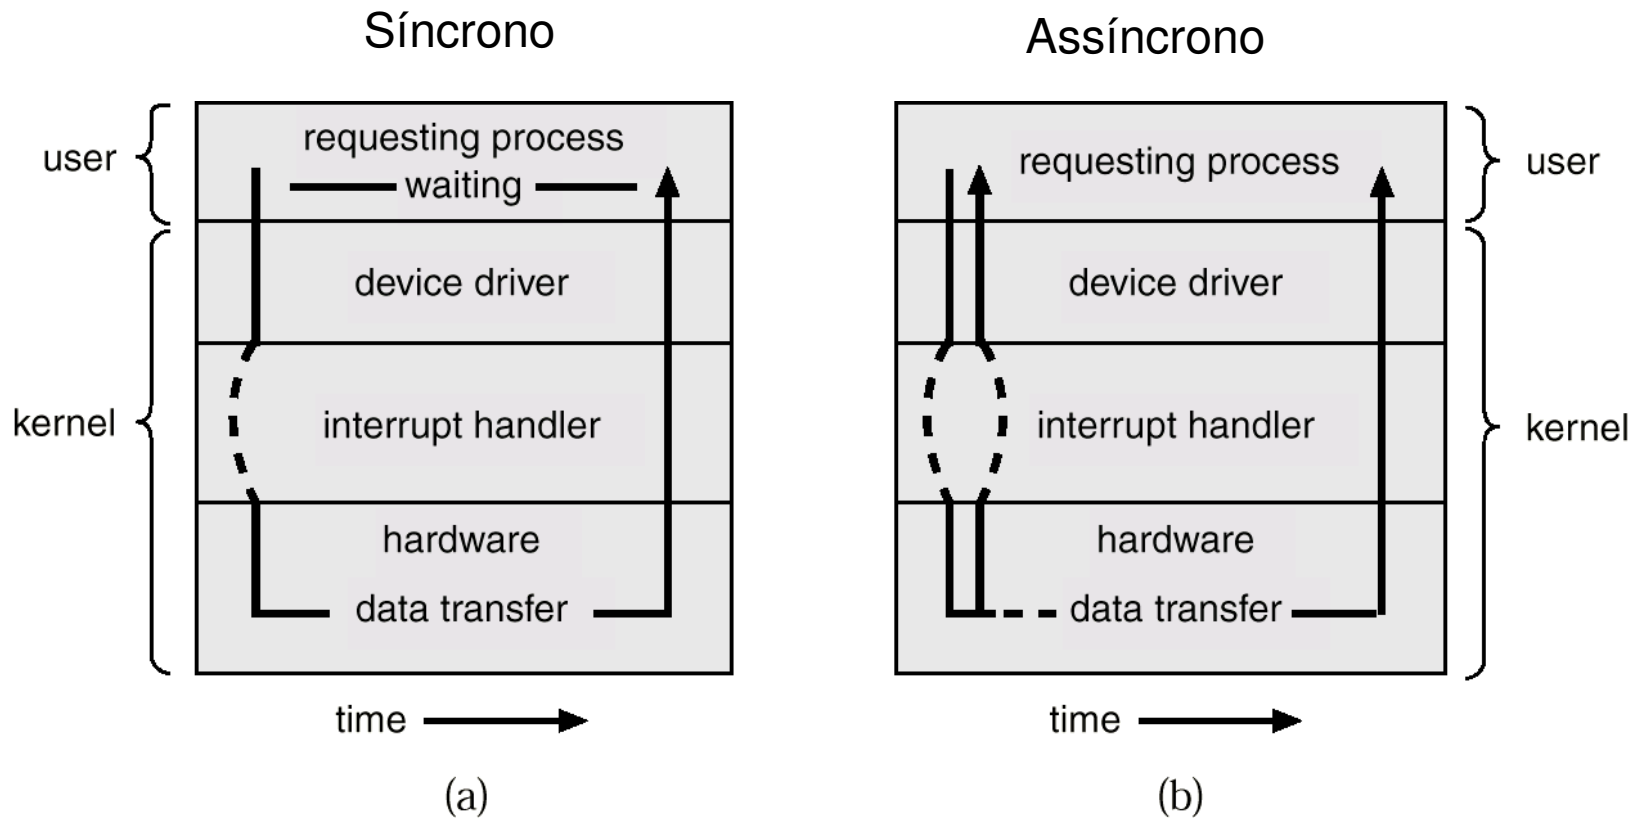 Síncrono
user
requesting process
waiting
device driver
kernel
interrupt handler
hardware
data transfer
time
(a)
Assíncrono
requesting process
user
device driver
interrupt handler
kernel
hardware
data transfer
time
(b)